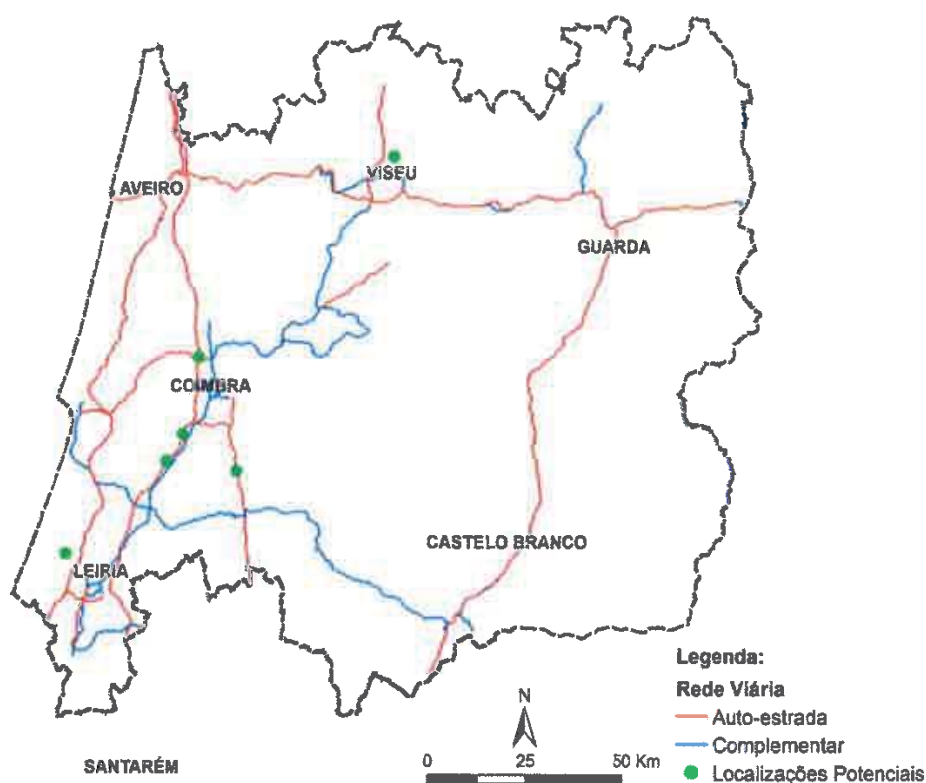 VISEU
AVEIRO
GUARDA
COIMBRA
CASTELO BRANCO
LEIRIA
SANTARÉM
N
0 25 50 Km
Legenda:
Rede Viária
Auto-estrada
Complementar
Localizações Potenciais